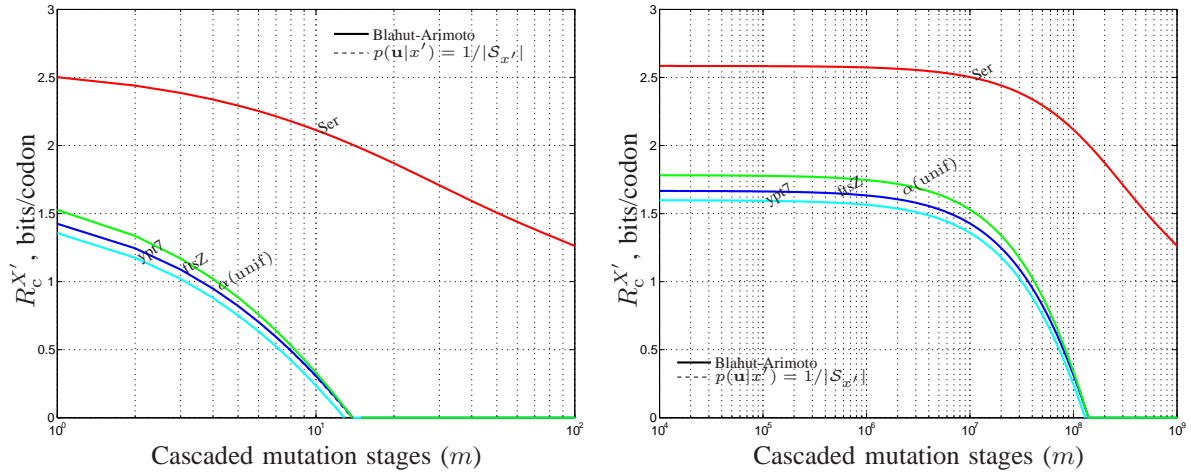 3
2.5
2
1.5
1
0.5
0
10^0
10^1
10^2
R_c^{X'}, bits/codon
Cascaded mutation stages (m)
Blahut-Arimoto
p(u|x') = 1/|S_{x'}|
Ser
ypt7
ftsZ
α(unif)
3
2.5
2
1.5
1
0.5
0
10^4
10^5
10^6
10^7
10^8
10^9
R_c^{X'}, bits/codon
Cascaded mutation stages (m)
Ser
ypt7
ftsZ
α(unif)
Blahut-Arimoto
p(u|x') = 1/|S_{x'}|